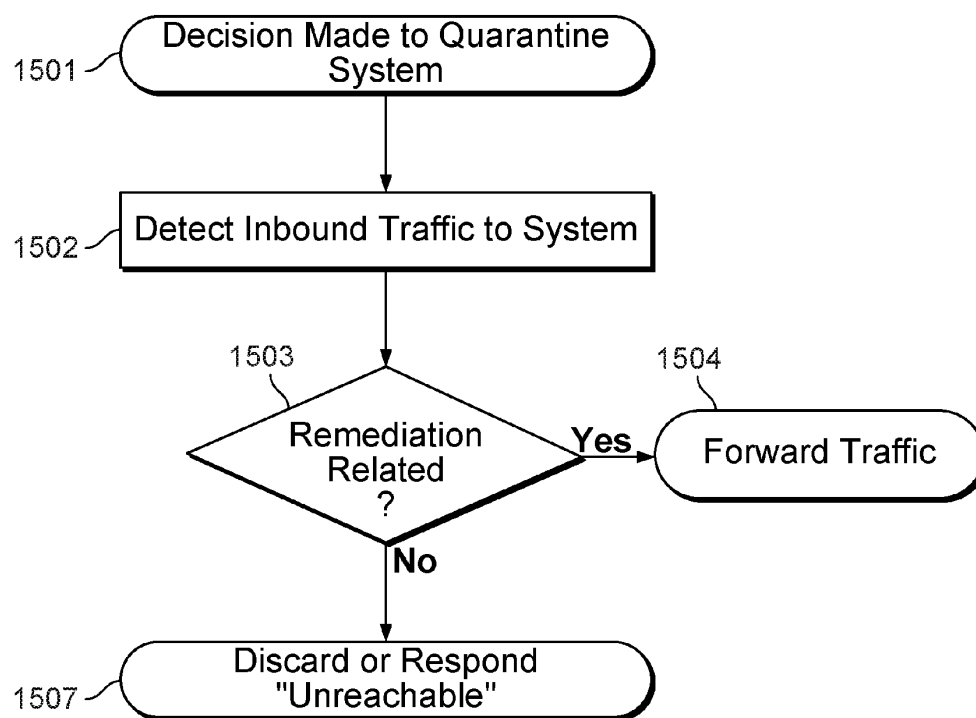 1501
Decision Made to Quarantine
System
1502
Detect Inbound Traffic to System
1503
Remediation
Related
?
Yes
1504
Forward Traffic
No
1507
Discard or Respond
"Unreachable"